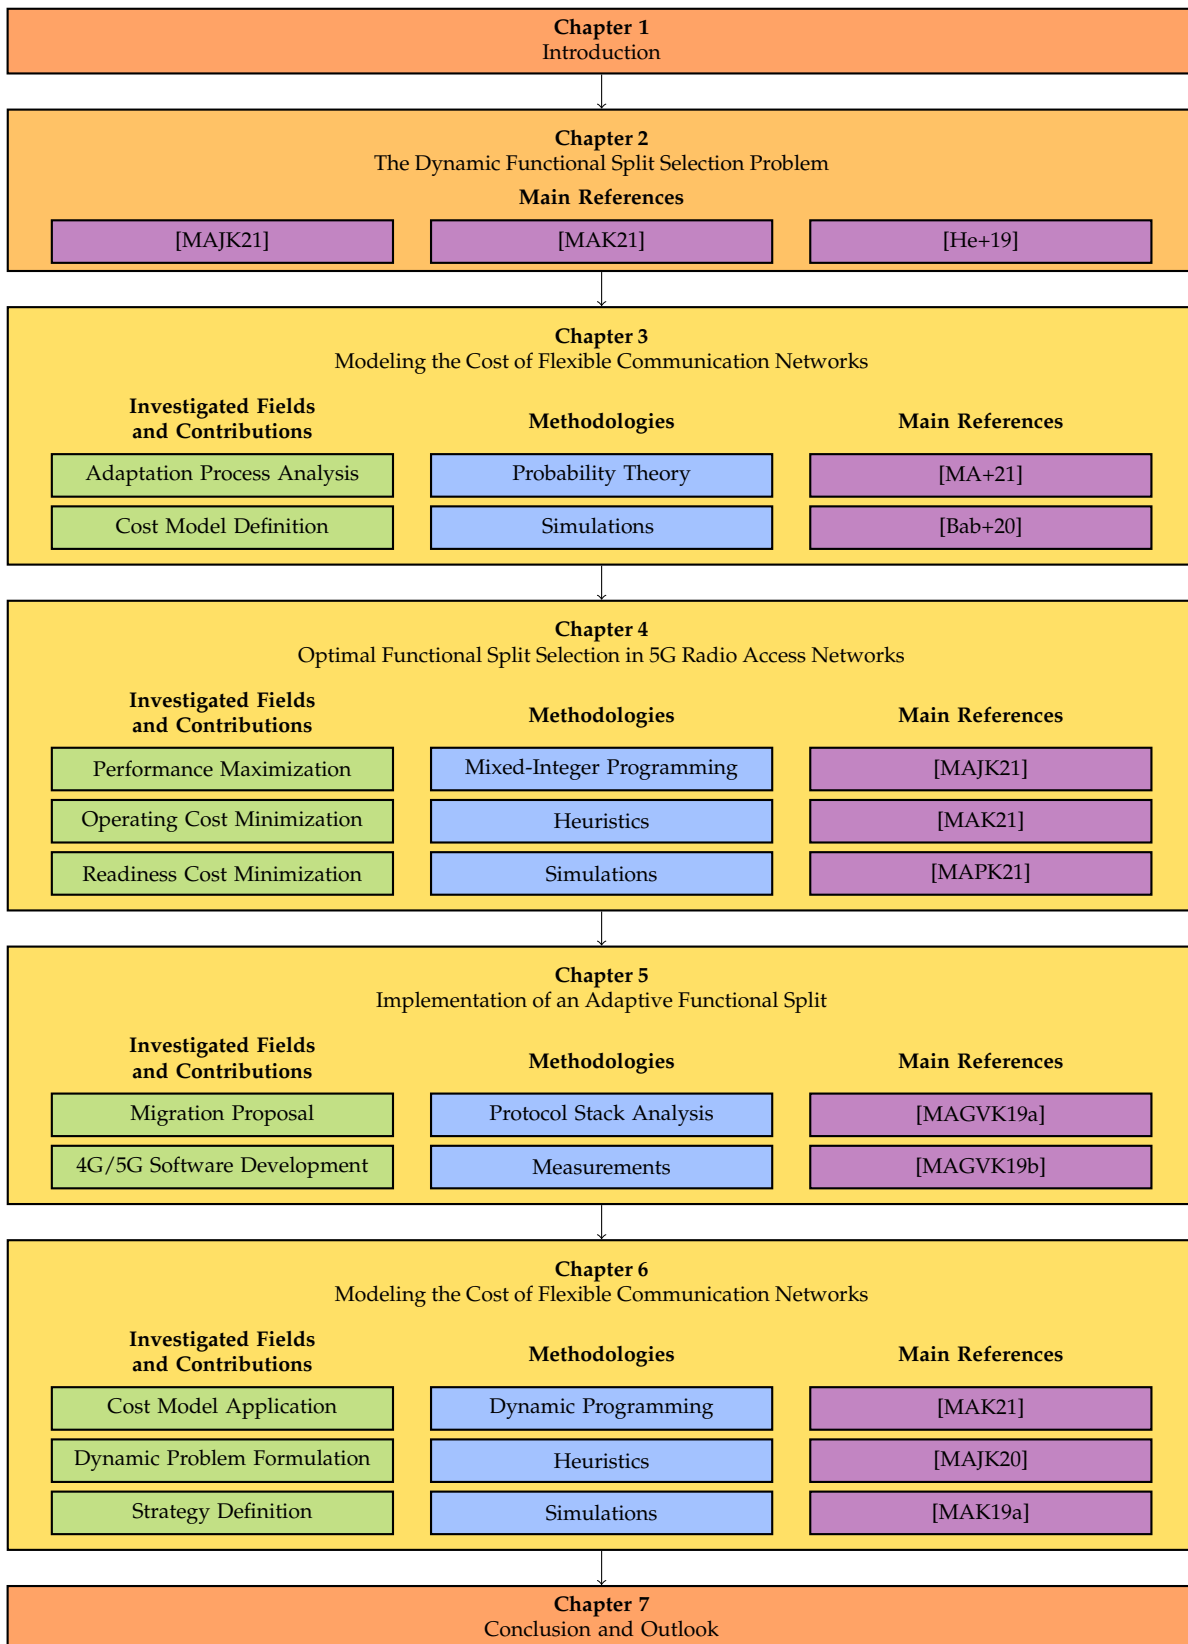 Chapter 1
Introduction
Chapter 2
The Dynamic Functional Split Selection Problem
Main References
[MAJK21]
[MAK21]
[He+19]
Chapter 3
Modeling the Cost of Flexible Communication Networks
Investigated Fields
and Contributions
Methodologies
Main References
Adaptation Process Analysis
Probability Theory
[MA+21]
Cost Model Definition
Simulations
[Bab+20]
Chapter 4
Optimal Functional Split Selection in 5G Radio Access Networks
Investigated Fields
and Contributions
Methodologies
Main References
Performance Maximization
Mixed-Integer Programming
[MAJK21]
Operating Cost Minimization
Heuristics
[MAK21]
Readiness Cost Minimization
Simulations
[MAPK21]
Chapter 5
Implementation of an Adaptive Functional Split
Investigated Fields
and Contributions
Methodologies
Main References
Migration Proposal
Protocol Stack Analysis
[MAGVK19a]
4G/5G Software Development
Measurements
[MAGVK19b]
Chapter 6
Modeling the Cost of Flexible Communication Networks
Investigated Fields
and Contributions
Methodologies
Main References
Cost Model Application
Dynamic Programming
[MAK21]
Dynamic Problem Formulation
Heuristics
[MAJK20]
Strategy Definition
Simulations
[MAK19a]
Chapter 7
Conclusion and Outlook